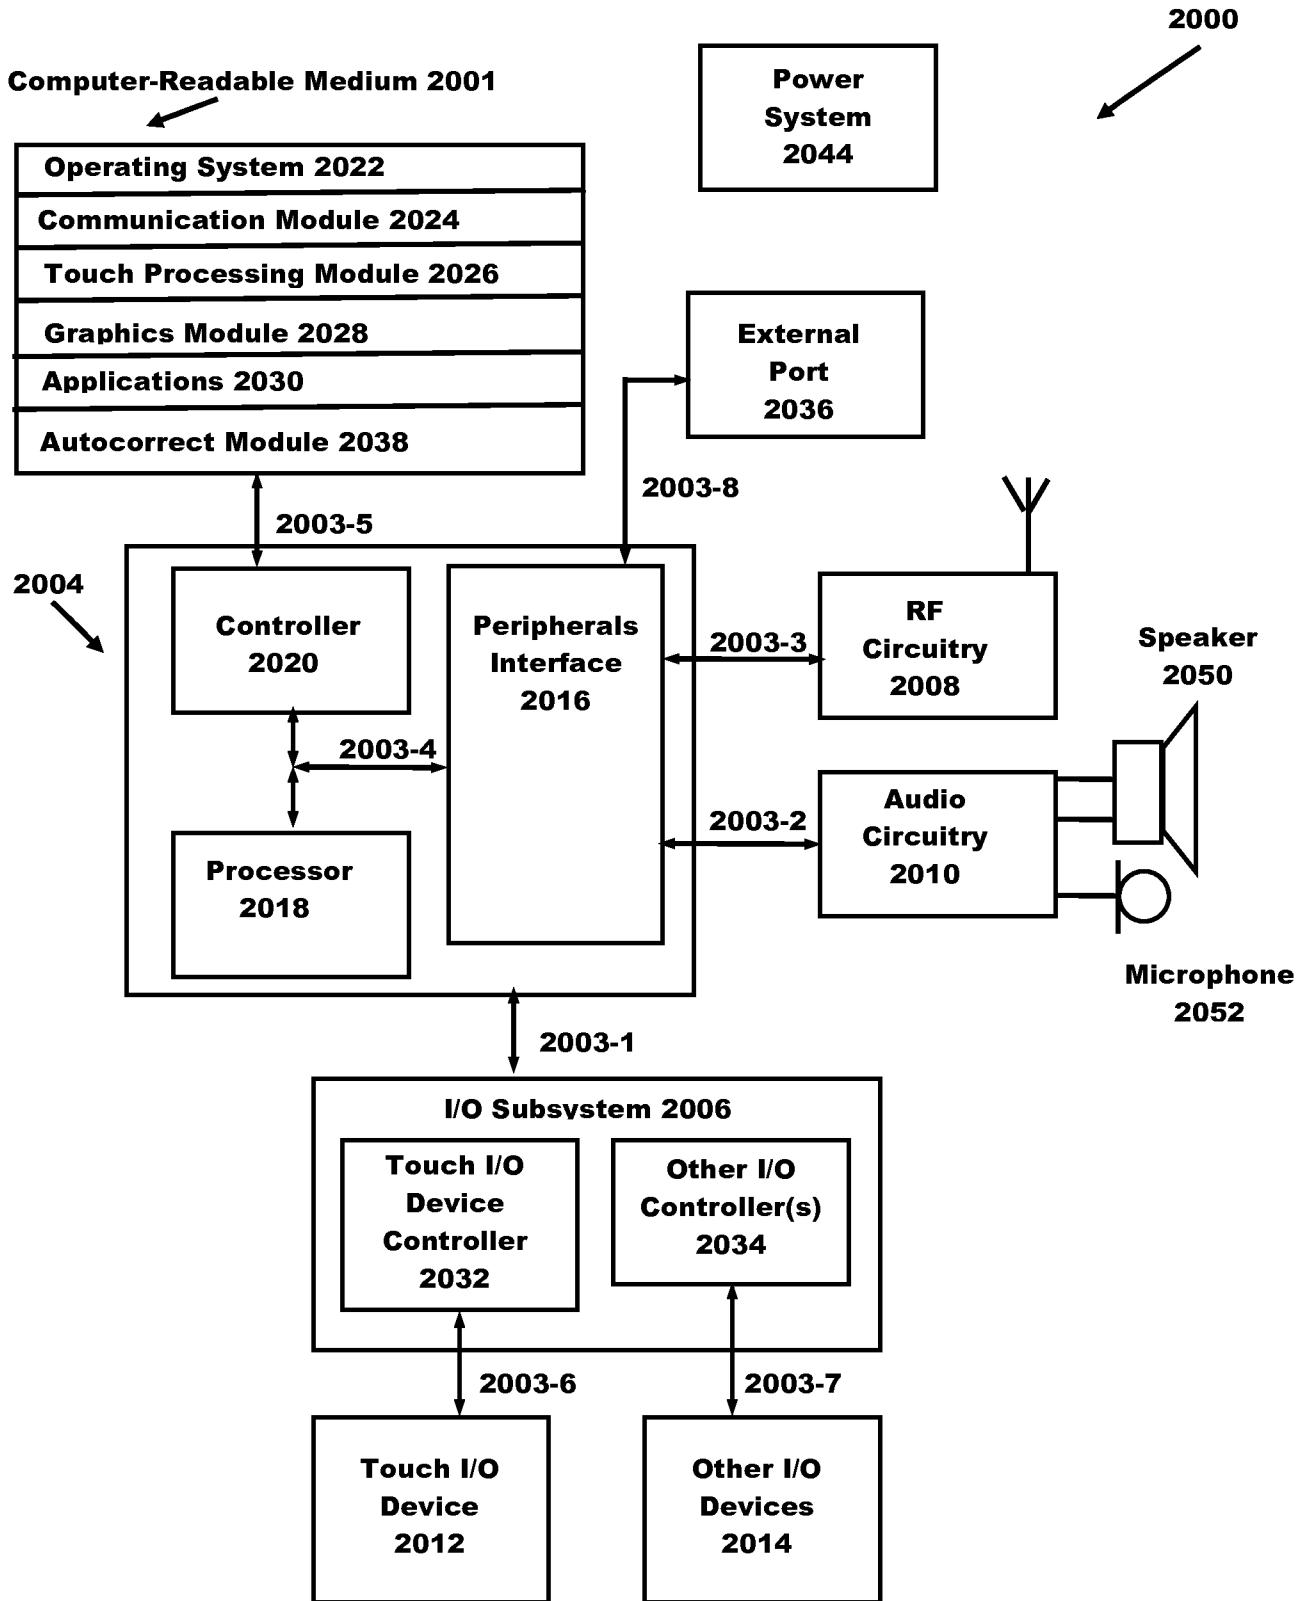 2000
Computer-Readable Medium 2001
Power
System
2044
Operating System 2022
Communication Module 2024
Touch Processing Module 2026
Graphics Module 2028
Applications 2030
Autocorrect Module 2038
External
Port
2036
2003-8
2003-5
2004
Controller
2020
Peripherals
Interface
2016
2003-3
RF
Circuitry
2008
Speaker
2050
2003-4
2003-2
Audio
Circuitry
2010
Processor
2018
Microphone
2052
2003-1
I/O Subsystem 2006
Touch I/O
Device
Controller
2032
Other I/O
Controller(s)
2034
2003-6
2003-7
Touch I/O
Device
2012
Other I/O
Devices
2014